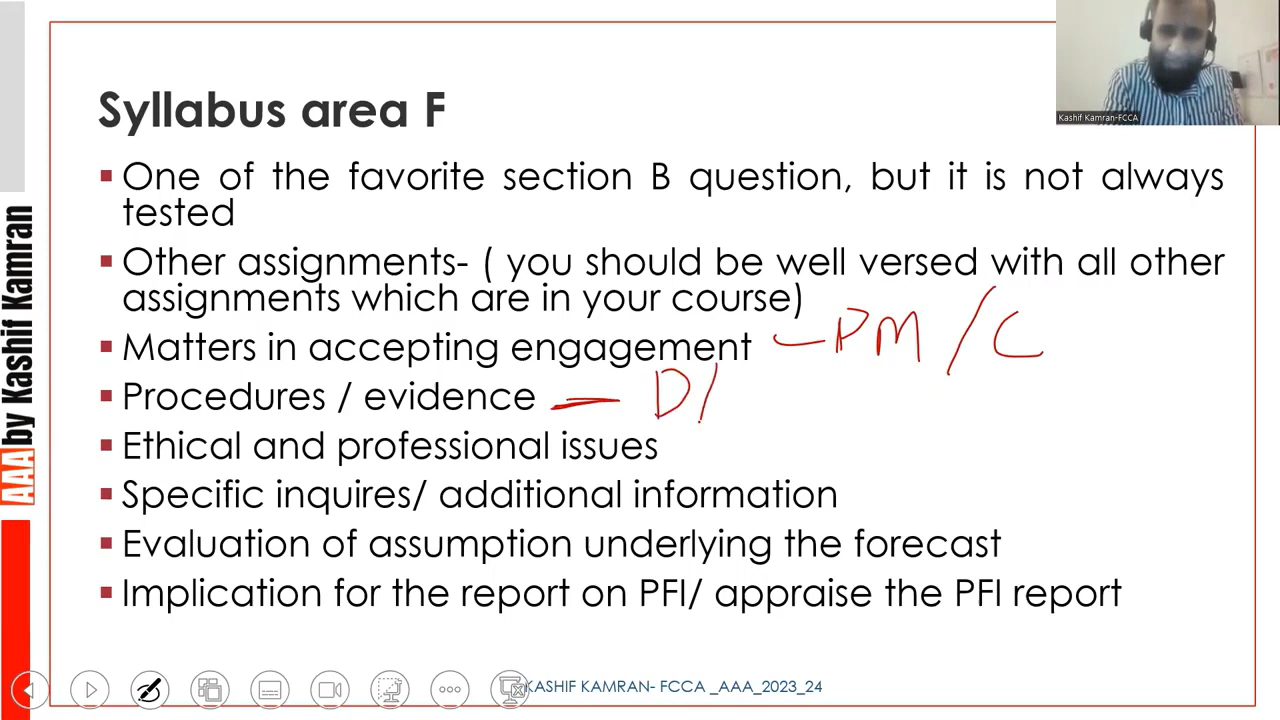 Kashif Kamran-FCCA
Syllabus area F
One of the favorite section B question, but it is not always
tested
Other assignments- ( you should be well versed with all other
assignments which are in your course)
Matters in accepting engagement PM / C
Procedures / evidence — D/
Ethical and professional issues
Specific inquires/ additional information
Evaluation of assumption underlying the forecast
Implication for the report on PFI/ appraise the PFI report
AAA by Kashif Kamran
KASHIF KAMRAN- FCCA _AAA_2023_24